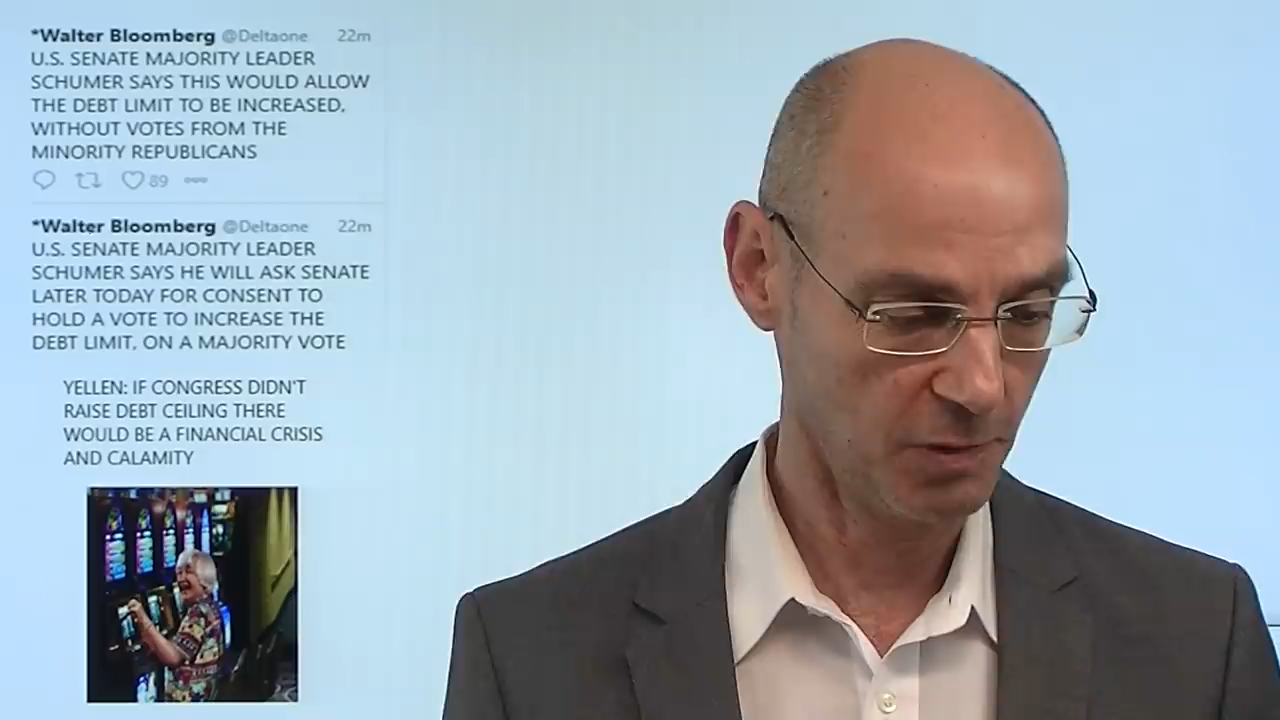 *Walter Bloomberg @Deltaone 22m
U.S. SENATE MAJORITY LEADER
SCHUMER SAYS THIS WOULD ALLOW
THE DEBT LIMIT TO BE INCREASED,
WITHOUT VOTES FROM THE
MINORITY REPUBLICANS
89
*Walter Bloomberg @Deltaone 22m
U.S. SENATE MAJORITY LEADER
SCHUMER SAYS HE WILL ASK SENATE
LATER TODAY FOR CONSENT TO
HOLD A VOTE TO INCREASE THE
DEBT LIMIT, ON A MAJORITY VOTE
YELLEN: IF CONGRESS DIDN'T
RAISE DEBT CEILING THERE
WOULD BE A FINANCIAL CRISIS
AND CALAMITY